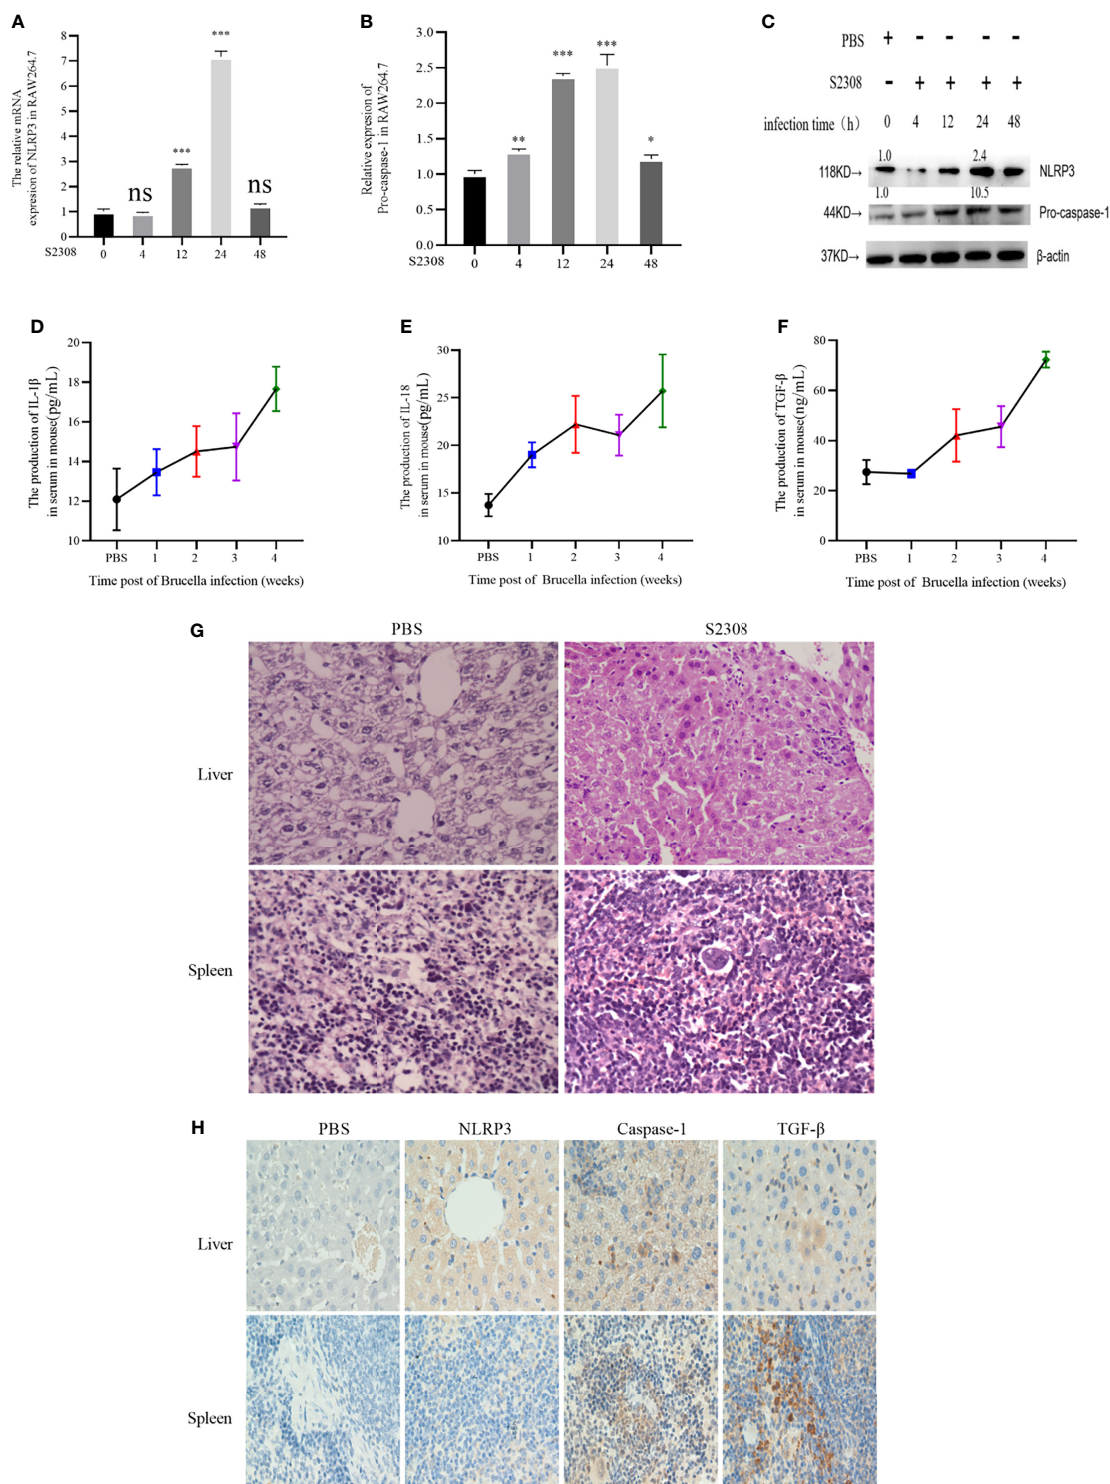 A
The relative mRNA
expresion of NLRP3 in RAW264.7
8
7
6
5
4
3
2
1
0
ns
***
***
ns
S2308
0 4 12 24 48
B
Relative expresion of
Pro-caspase-1 in RAW264.7
3.0
2.5
2.0
1.5
1.0
0.5
0.0
**
***
***
*
S2308
0 4 12 24 48
C
PBS + - - - -
S2308 - + + + +
infection time（h） 0 4 12 24 48
1.0 2.4
118KD→ NLRP3
1.0 10.5
44KD→ Pro-caspase-1
37KD→ β-actin
D
The production of IL-1β
in serum in mouse(pg/mL)
20
18
16
14
12
10
PBS 1 2 3 4
Time post of Brucella infection (weeks)
E
The production of IL-18
in serum in mouse(pg/mL)
30
25
20
15
10
PBS 1 2 3 4
Time post of Brucella infection (weeks)
F
The production of TGF-β
in serum in mouse(ng/mL)
80
60
40
20
0
PBS 1 2 3 4
Time post of Brucella infection (weeks)
G
PBS S2308
Liver
Spleen
H
PBS NLRP3 Caspase-1 TGF-β
Liver
Spleen